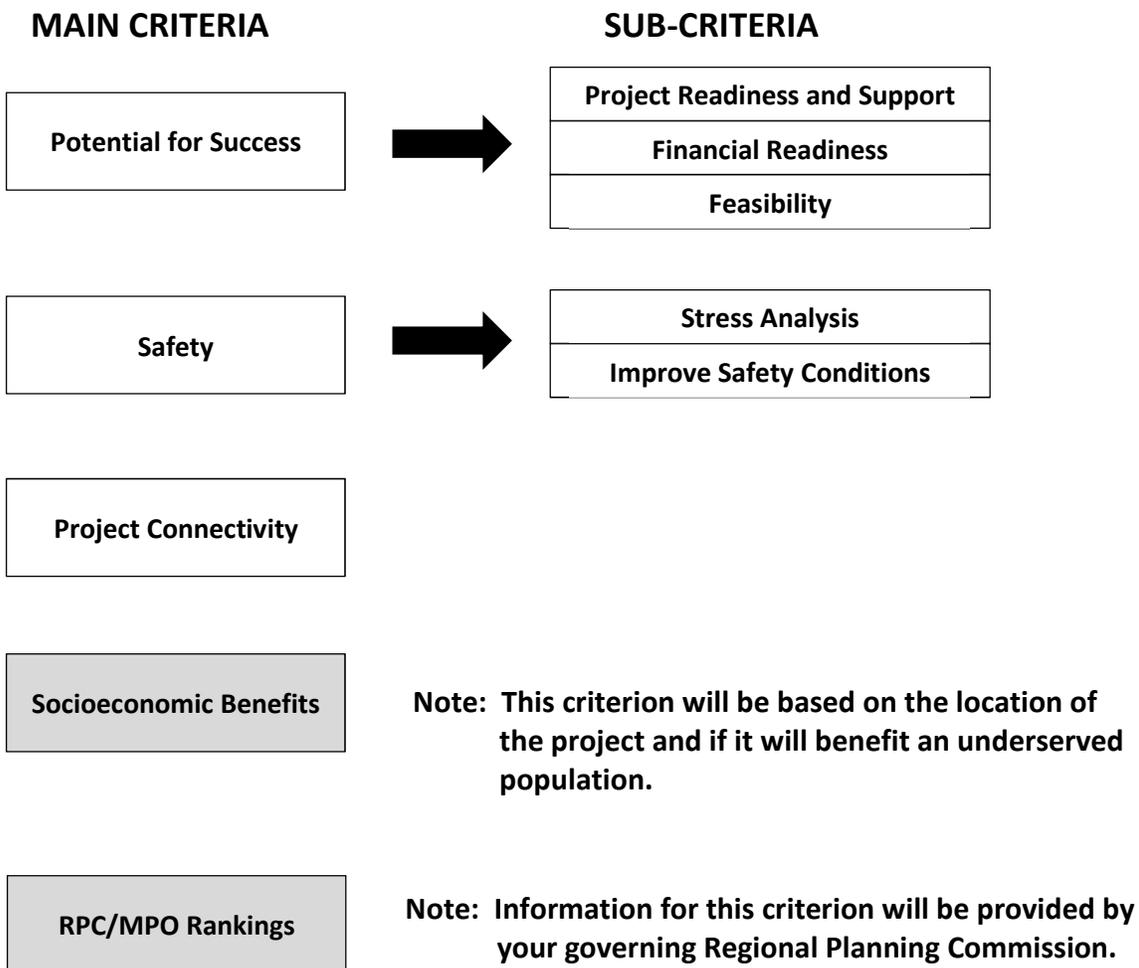 MAIN CRITERIA
SUB-CRITERIA
Potential for Success
Project Readiness and Support
Financial Readiness
Feasibility
Safety
Stress Analysis
Improve Safety Conditions
Project Connectivity
Socioeconomic Benefits
Note: This criterion will be based on the location of
the project and if it will benefit an underserved
population.
RPC/MPO Rankings
Note: Information for this criterion will be provided by
your governing Regional Planning Commission.